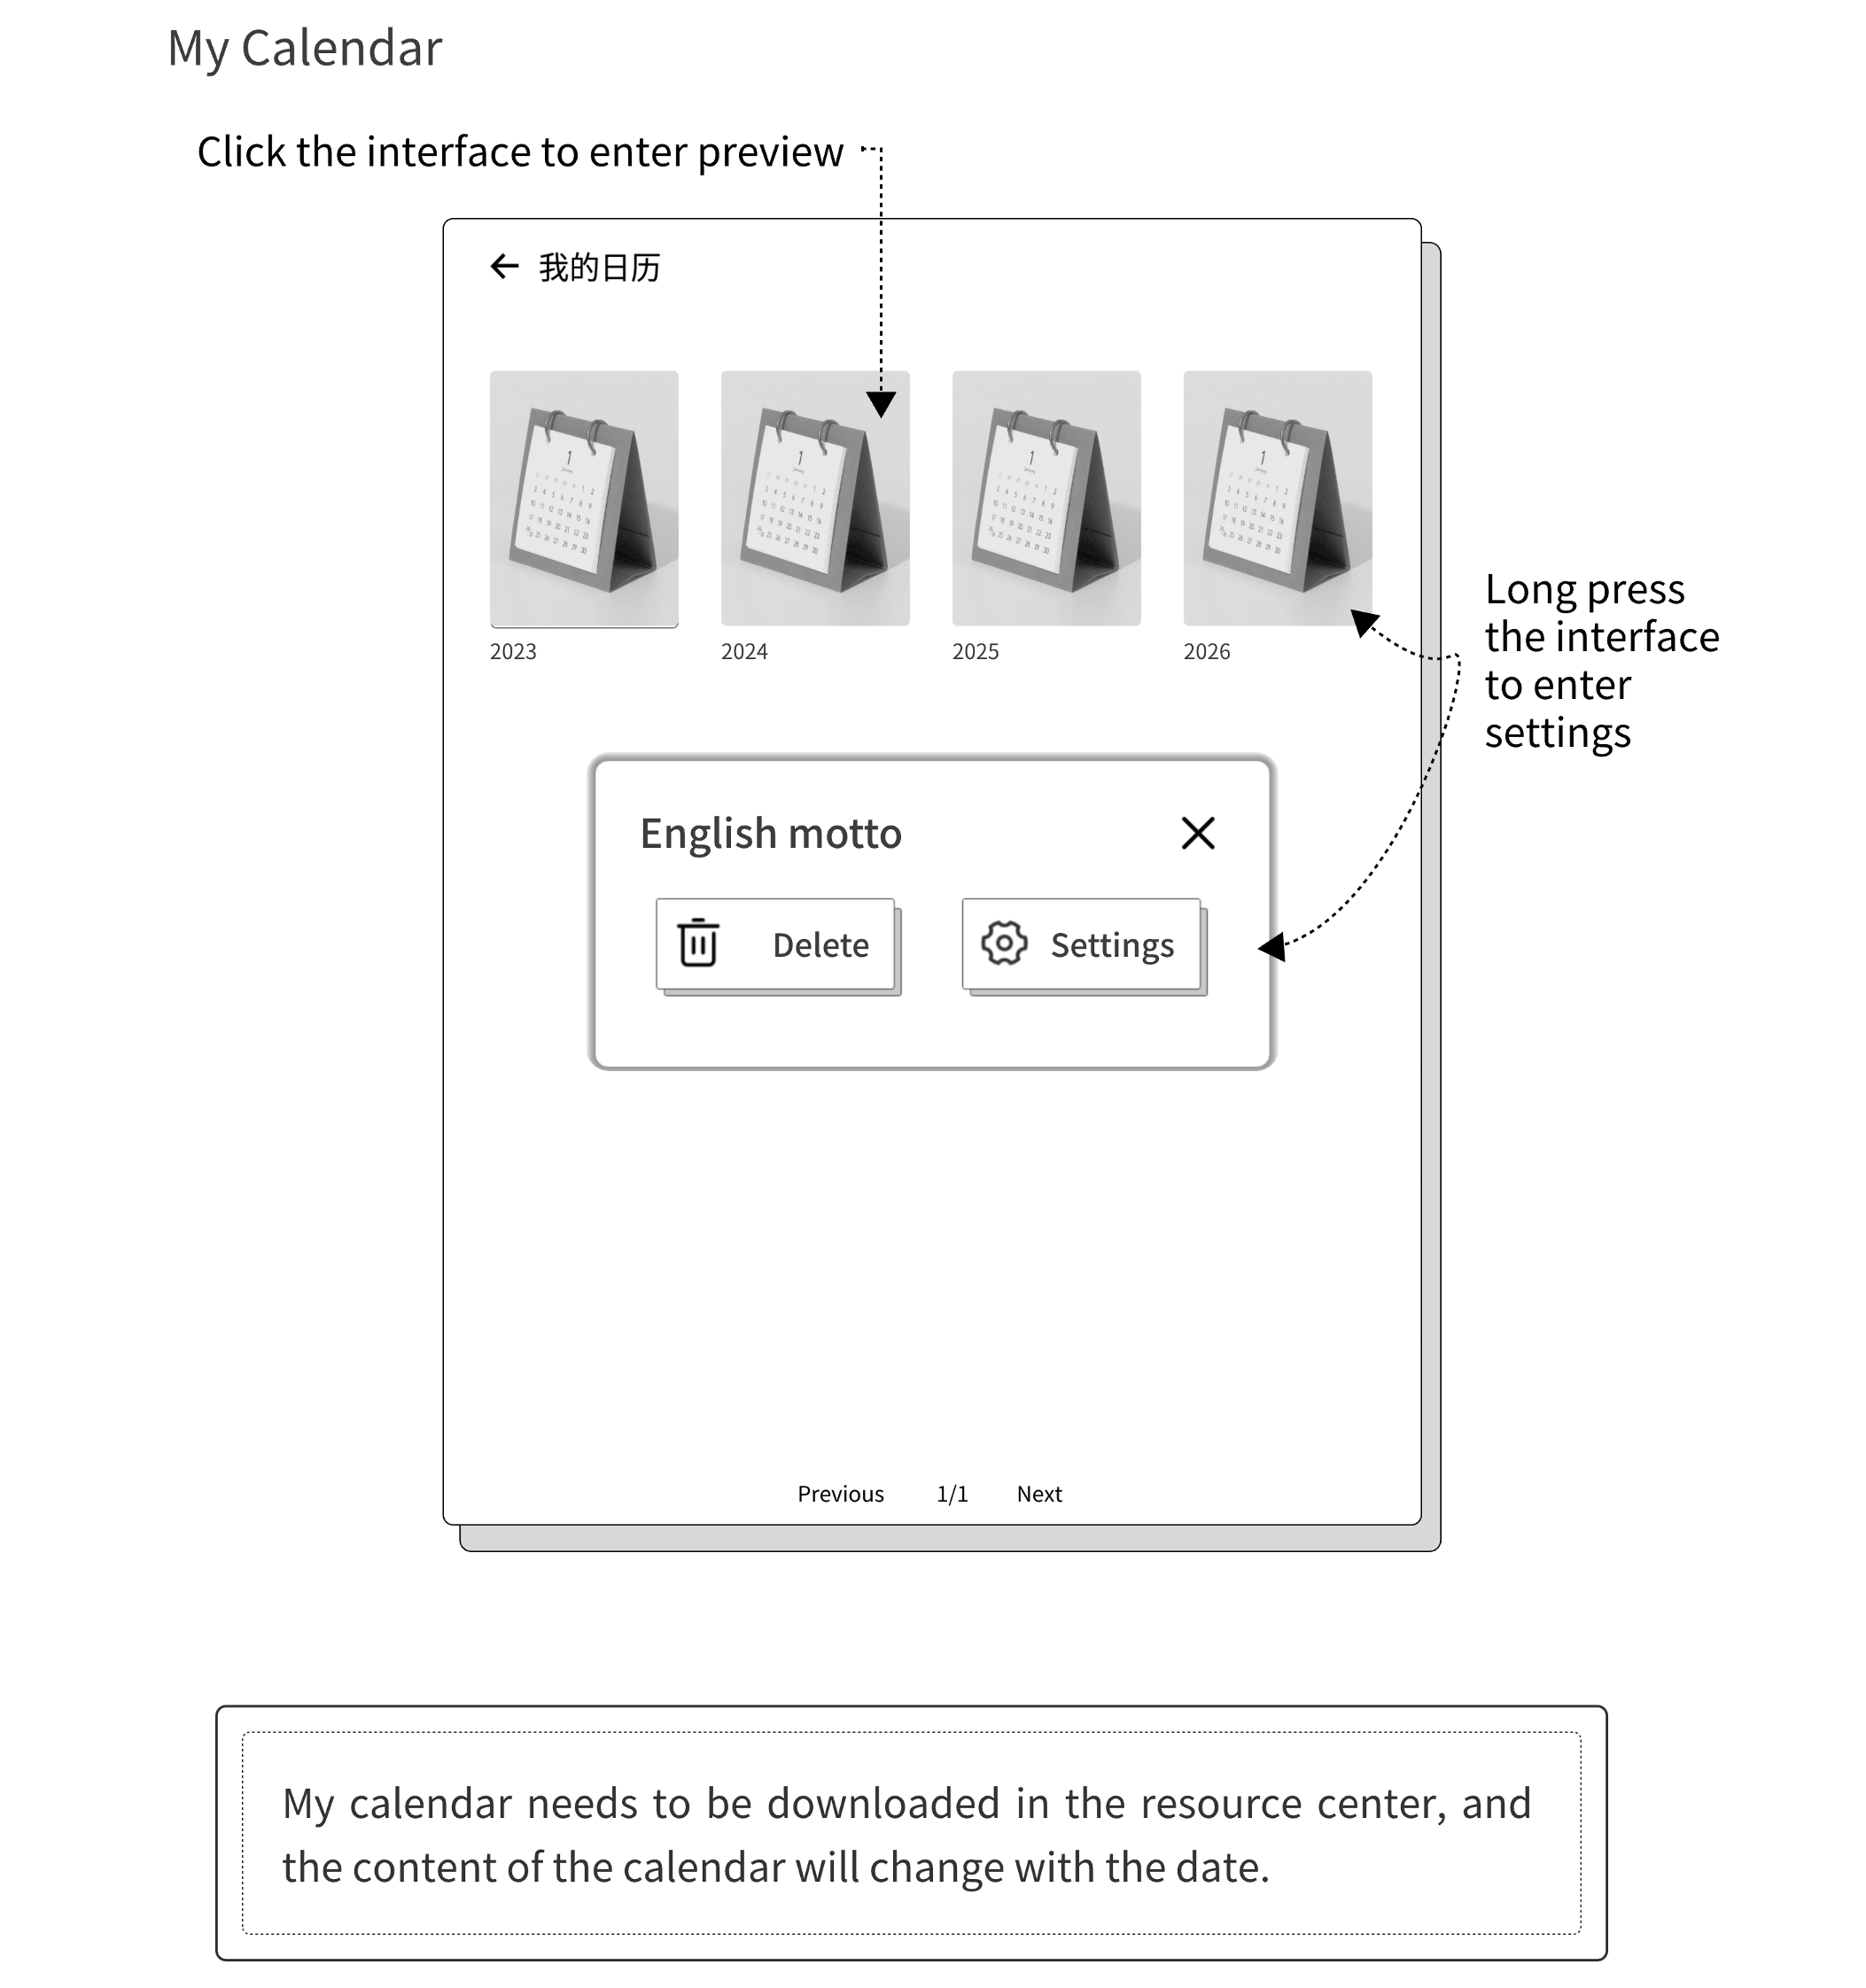 My Calendar
Click the interface to enter preview
我的日历
2023
2024
2025
2026
Long press
the interface
to enter
settings
English motto
Delete
Settings
Previous 1/1 Next
My calendar needs to be downloaded in the resource center, and
the content of the calendar will change with the date.